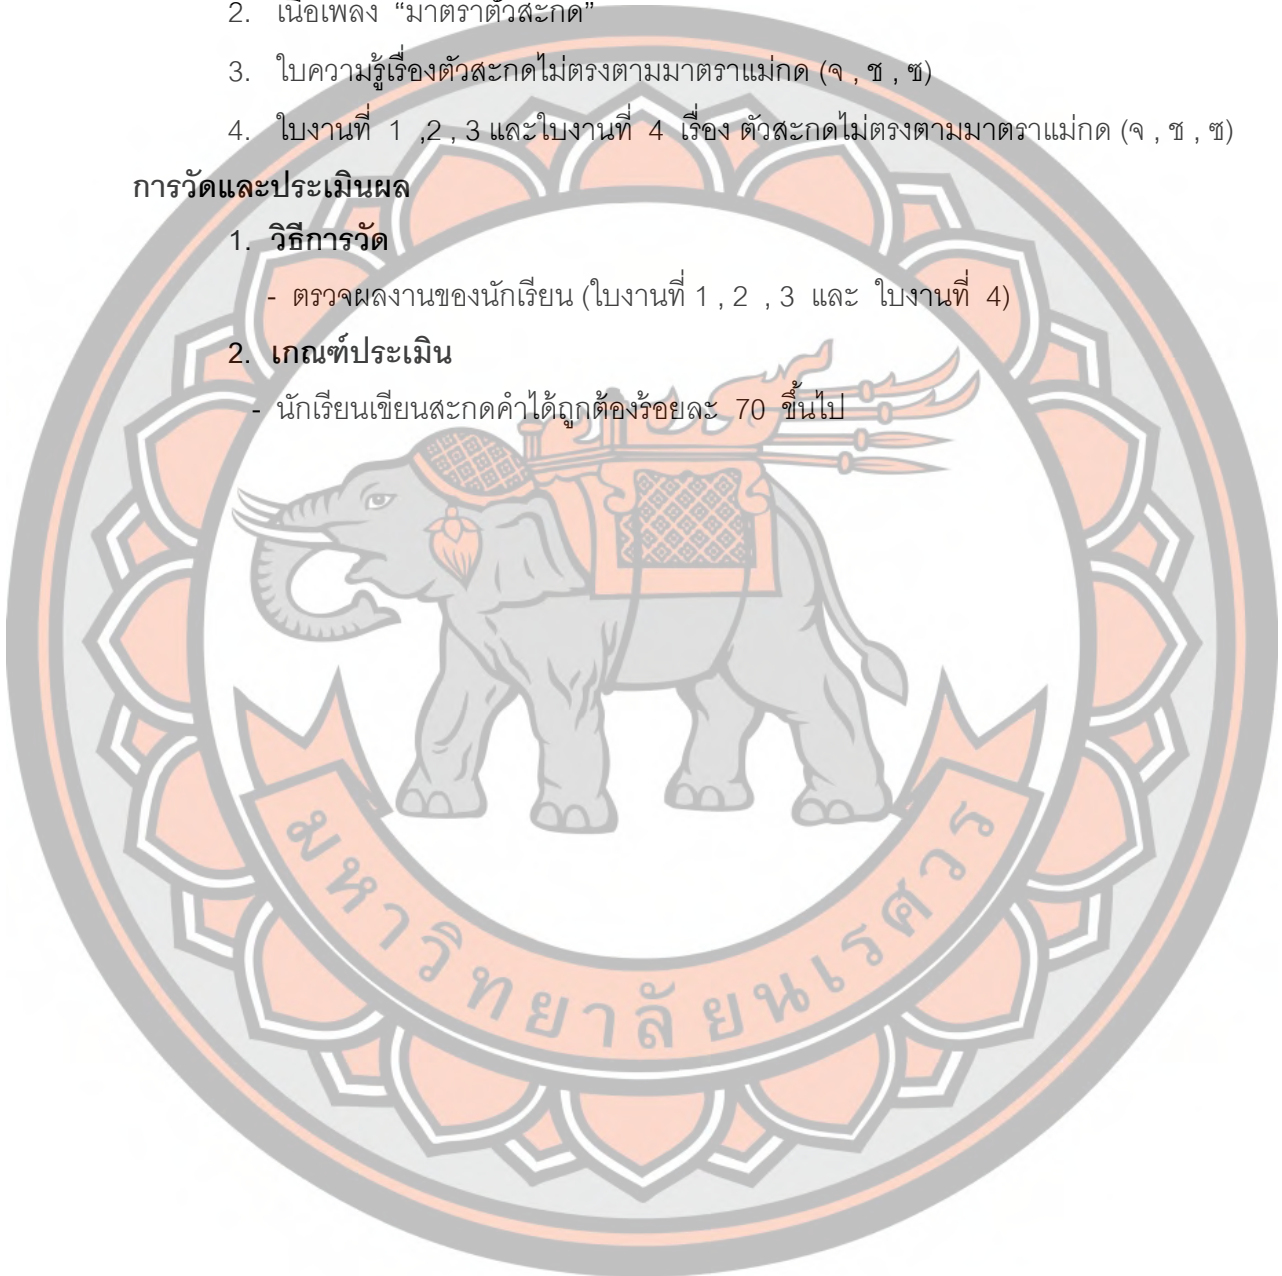 2. เนื้อเพลง “มาตราตัวสะกด”
3. ใบความรู้เรื่องตัวสะกดไม่ตรงตามมาตราแม่กด (จ , ช , ซ)
4. ใบงานที่ 1 ,2 , 3 และใบงานที่ 4 เรื่อง ตัวสะกดไม่ตรงตามมาตราแม่กด (จ , ช , ซ)
การวัดและประเมินผล
1. วิธีการวัด
- ตรวจผลงานของนักเรียน (ใบงานที่ 1 , 2 , 3 และ ใบงานที่ 4)
2. เกณฑ์ประเมิน
- นักเรียนเขียนสะกดคำได้ถูกต้องร้อยละ 70 ขึ้นไป
มหาวิทยาลัยนเรศวร